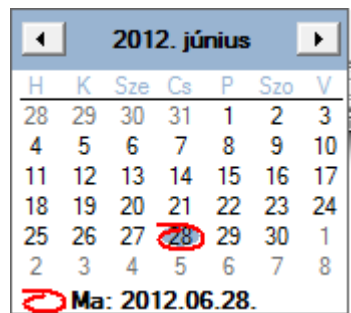 2012. június
H K Sze Cs P Szo V
28 29 30 31 1 2 3
4 5 6 7 8 9 10
11 12 13 14 15 16 17
18 19 20 21 22 23 24
25 26 27 28 29 30 1
2 3 4 5 6 7 8
Ma: 2012.06.28.